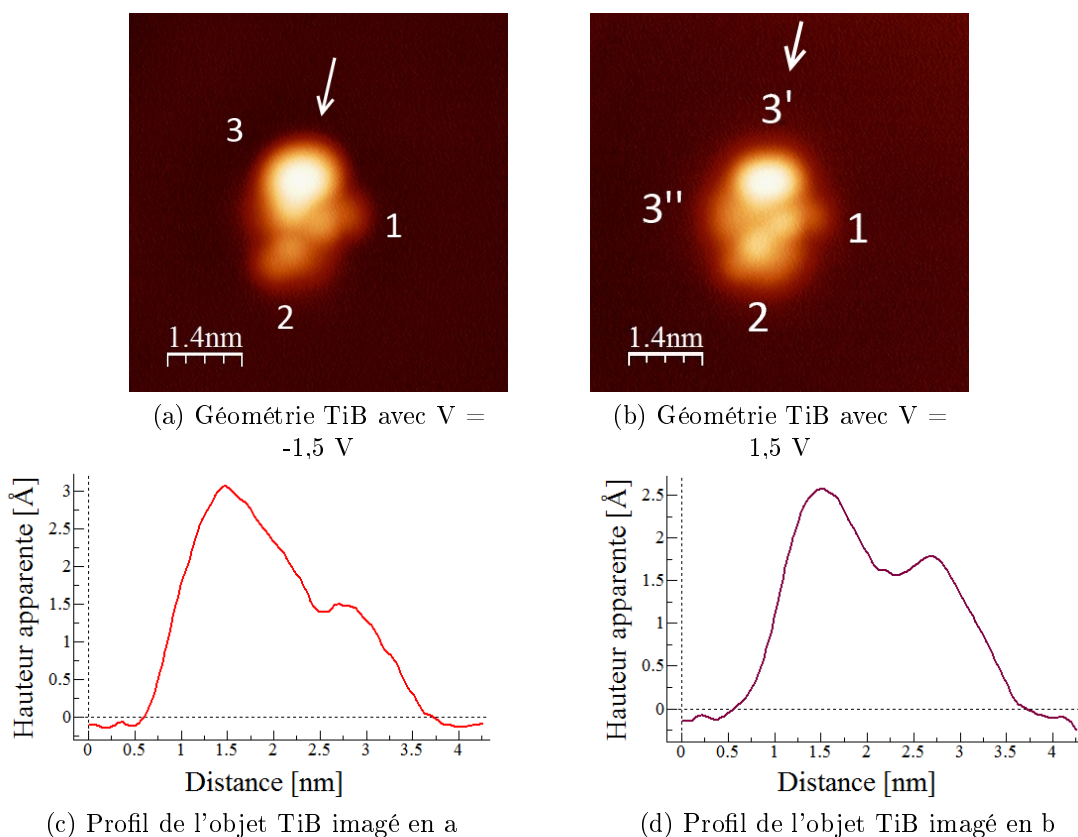 3
1
2
1.4nm
3'
3''
1
2
1.4nm
(a) Géométrie TiB avec V =
-1,5 V
(b) Géométrie TiB avec V =
1,5 V
Hauteur apparente [Å]
3
2.5
2
1.5
1
0.5
0
0 0.5 1 1.5 2 2.5 3 3.5 4
Distance [nm]
(c) Profil de l'objet TiB imagé en a
Hauteur apparente [Å]
2.5
2
1.5
1
0.5
0
0 0.5 1 1.5 2 2.5 3 3.5 4
Distance [nm]
(d) Profil de l'objet TiB imagé en b